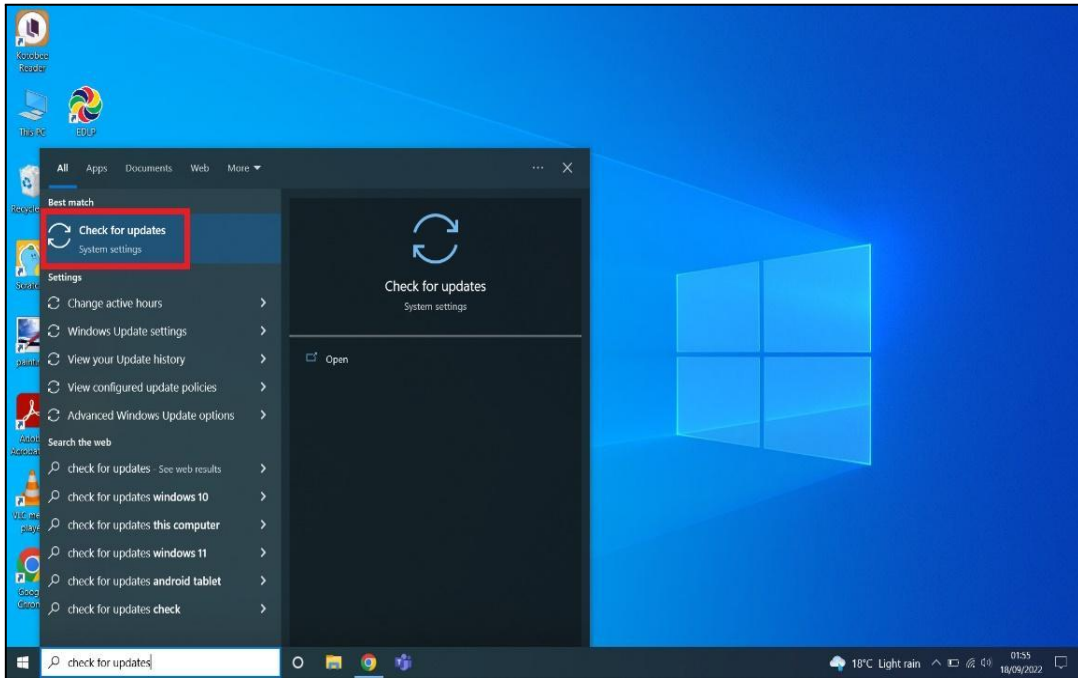 Kotobee
Reader
This PC
EDLP
All Apps Documents Web More
Best match
Check for updates
System settings
Settings
Change active hours
Windows Update settings
View your Update history
View configured update policies
Advanced Windows Update options
Search the web
check for updates - See web results
check for updates windows 10
check for updates this computer
check for updates windows 11
check for updates android tablet
check for updates check
Check for updates
System settings
Open
check for updates
18°C Light rain
01:55
18/09/2022